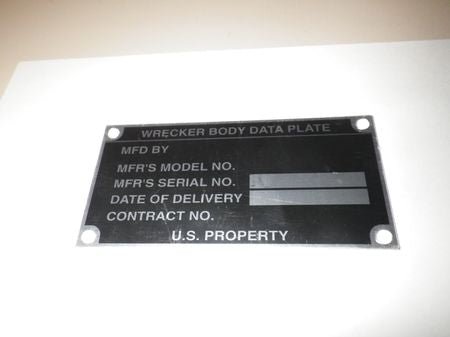 WRECKER BODY DATA PLATE
MFD BY
MFR'S MODEL NO.
MFR'S SERIAL NO.
DATE OF DELIVERY
CONTRACT NO.
U.S. PROPERTY